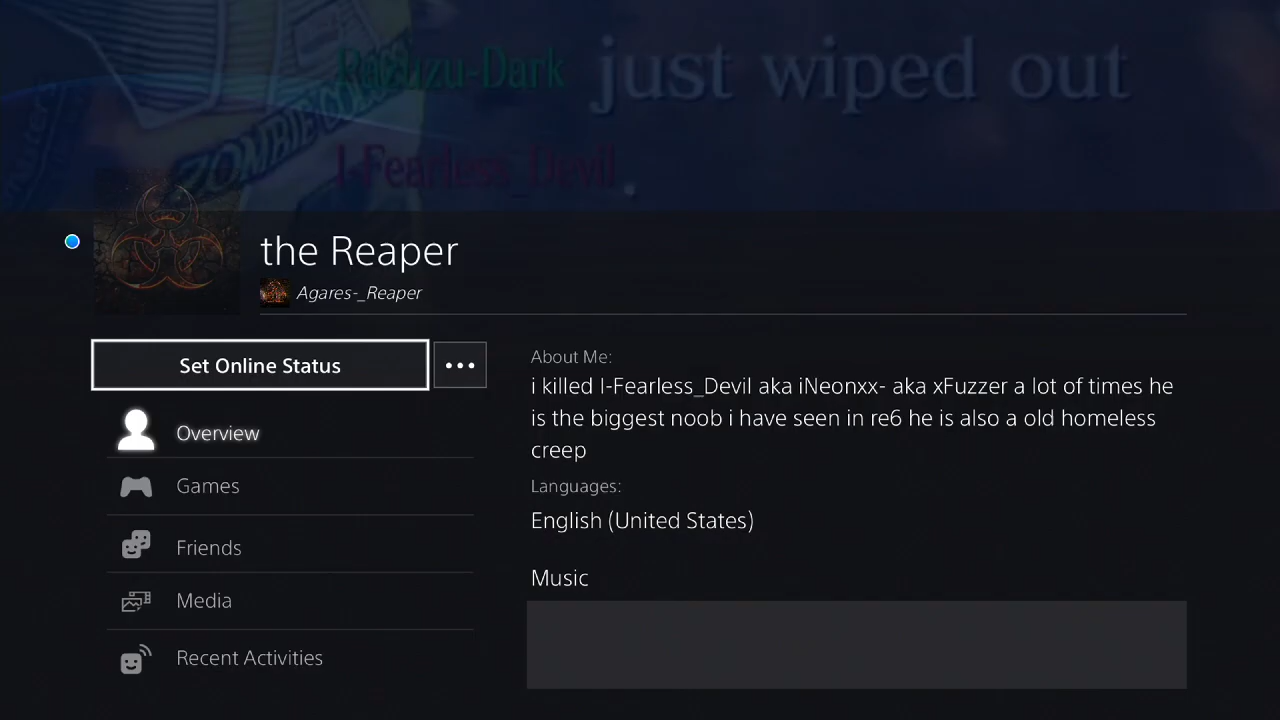 Pazuzu-Dark just wiped out
I-Fearless_Devil.
ZOMBIE
the Reaper
Agares-_Reaper
Set Online Status
About Me:
i killed I-Fearless_Devil aka iNeonxx- aka xFuzzer a lot of times he
is the biggest noob i have seen in re6 he is also a old homeless
creep
Overview
Games
Friends
Media
Recent Activities
Languages:
English (United States)
Music